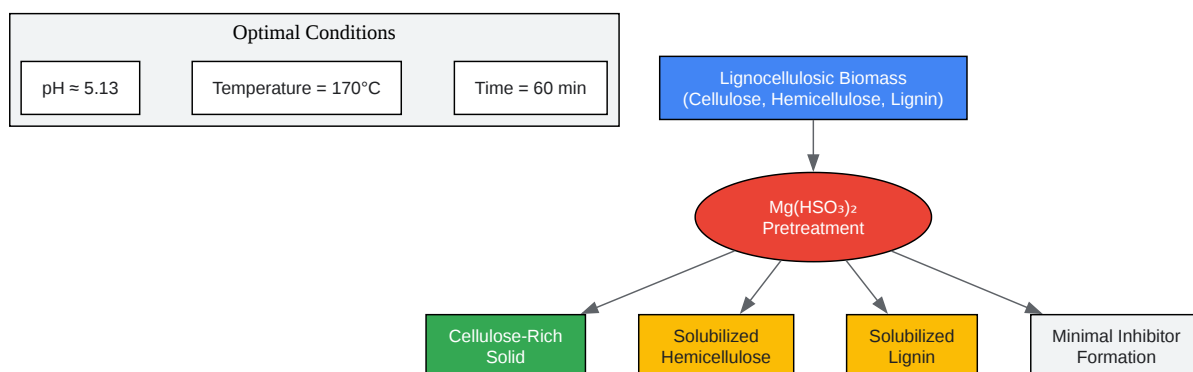 Optimal Conditions
pH ≈ 5.13
Temperature = 170°C
Time = 60 min
Lignocellulosic Biomass
(Cellulose, Hemicellulose, Lignin)
Mg(HSO₃)₂
Pretreatment
Cellulose-Rich
Solid
Solubilized
Hemicellulose
Solubilized
Lignin
Minimal Inhibitor
Formation